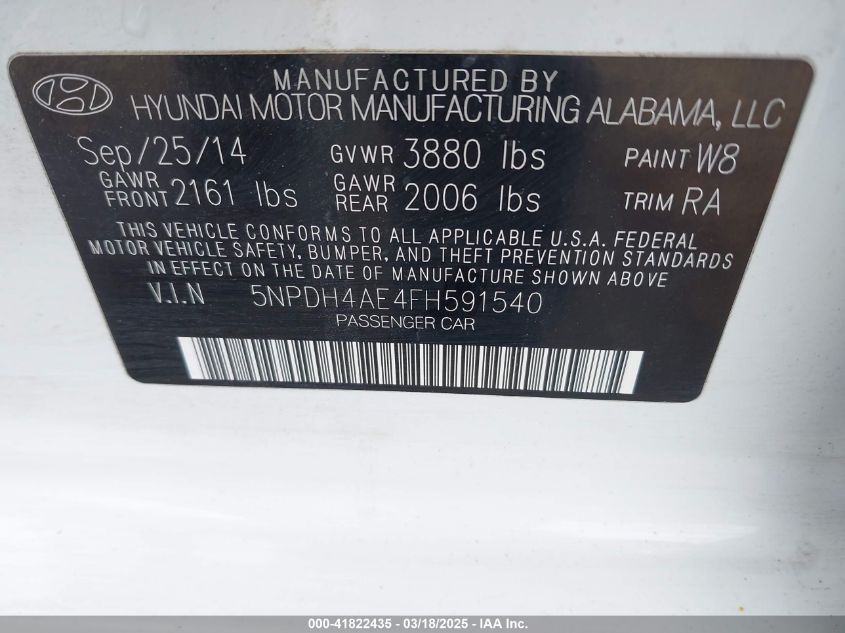 MANUFACTURED BY
HYUNDAI MOTOR MANUFACTURING ALABAMA, LLC
Sep/25/14 GVWR 3880 lbs PAINT W8
GAWR FRONT 2161 lbs GAWR REAR 2006 lbs TRIM RA
THIS VEHICLE CONFORMS TO ALL APPLICABLE U.S.A. FEDERAL
MOTOR VEHICLE SAFETY, BUMPER, AND THEFT PREVENTION STANDARDS
IN EFFECT ON THE DATE OF MANUFACTURE SHOWN ABOVE
V.I.N 5NPDH4AE4FH591540
PASSENGER CAR
000-41822435 - 03/18/2025 - IAA Inc.